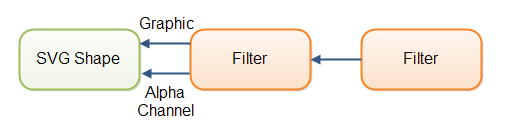 Graphic
SVG Shape
Filter
Filter
Alpha
Channel